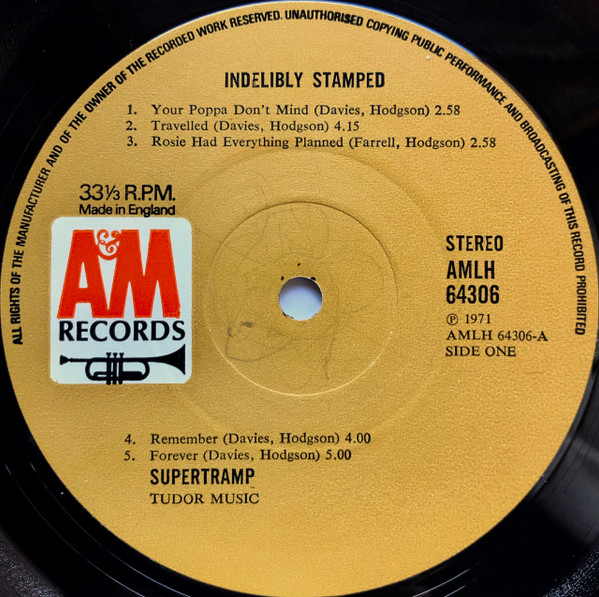 ALL RIGHTS OF THE MANUFACTURER AND OF THE OWNER OF THE RECORDED WORK RESERVED. UNAUTHORISED COPYING PUBLIC PERFORMANCE AND BROADCASTING OF THIS RECORD PROHIBITED
INDELIBLY STAMPED
1. Your Poppa Don't Mind (Davies, Hodgson) 2.58
2. Travelled (Davies, Hodgson) 4.15
3. Rosie Had Everything Planned (Farrell, Hodgson) 2.58
33⅓ R.P.M.
Made in England
A&M
RECORDS
STEREO
AMLH
64306
℗ 1971
AMLH 64306-A
SIDE ONE
4. Remember (Davies, Hodgson) 4.00
5. Forever (Davies, Hodgson) 5.00
SUPERTRAMP
TUDOR MUSIC